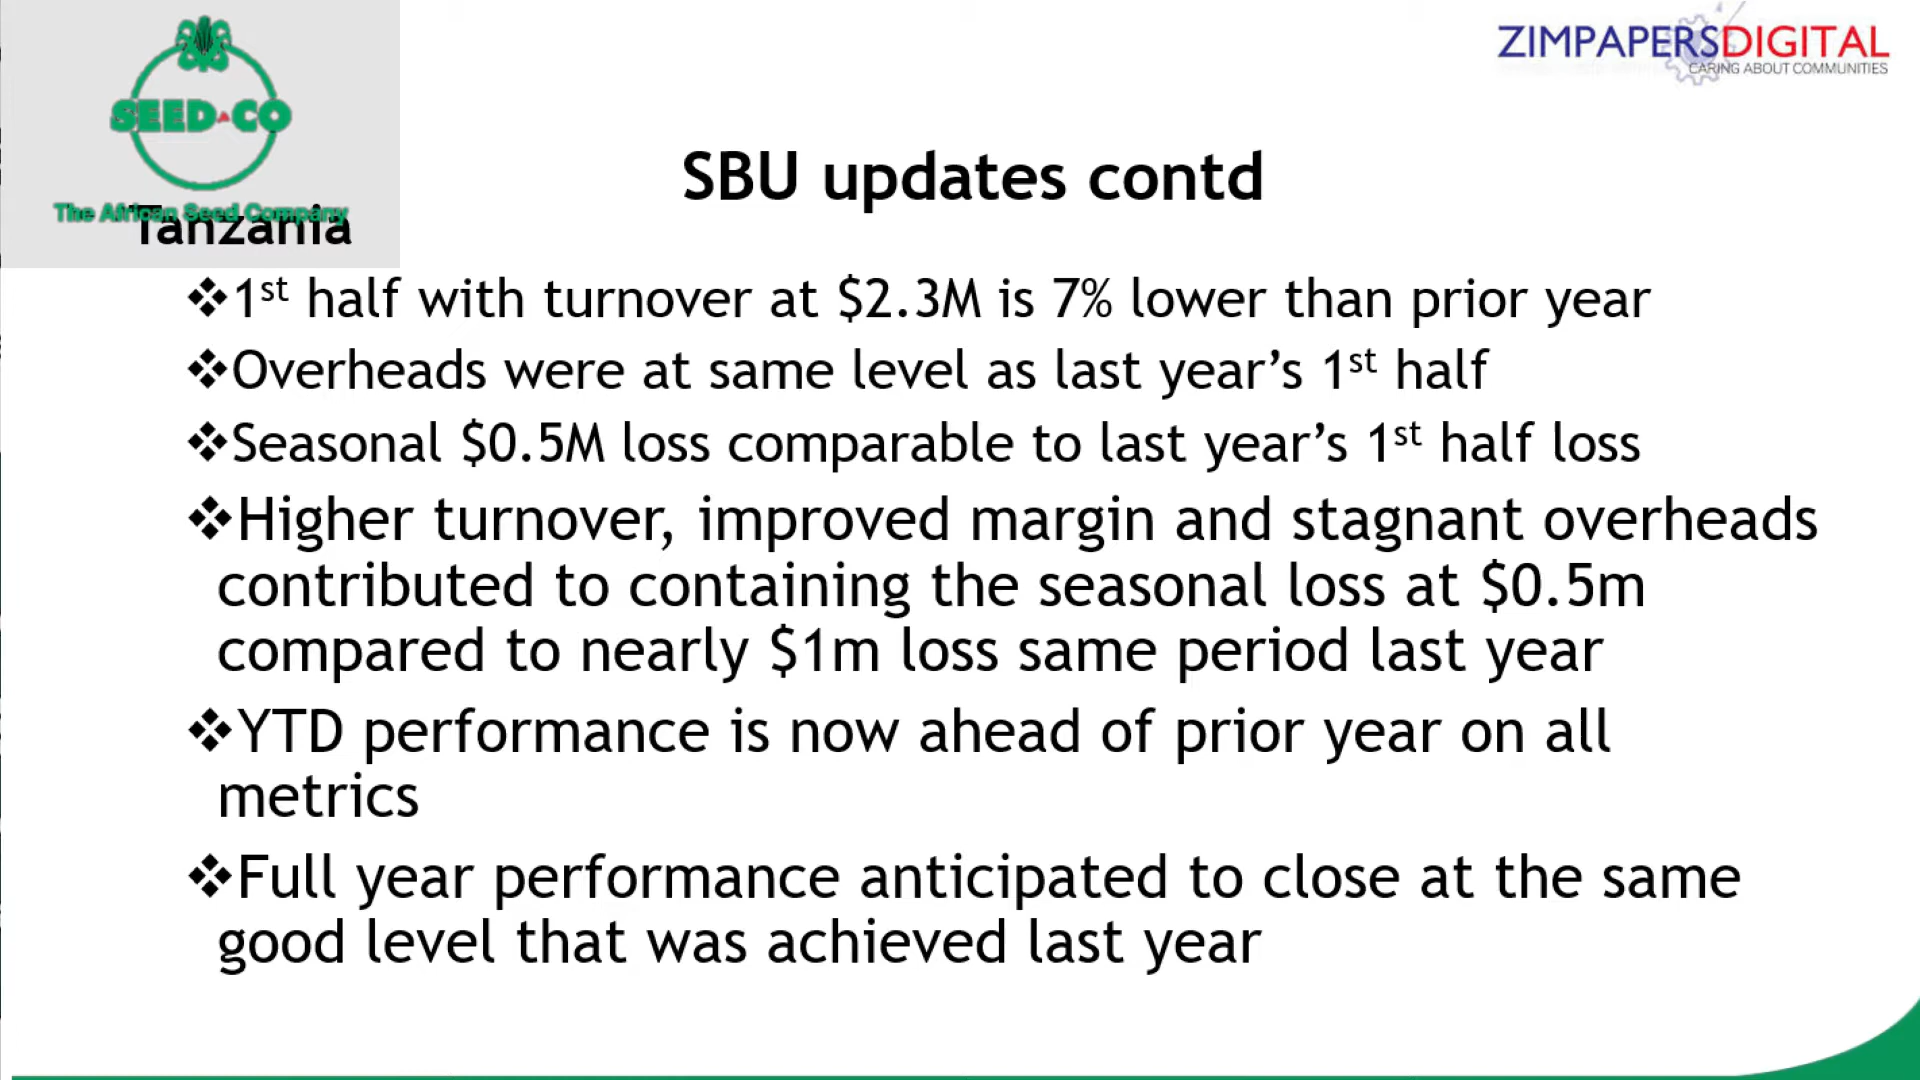 SEED CO
The African Seed Company
ZIMPAPERSDIGITAL
CARING ABOUT COMMUNITIES
SBU updates contd
Tanzania
❖1st half with turnover at $2.3M is 7% lower than prior year
❖Overheads were at same level as last year’s 1st half
❖Seasonal $0.5M loss comparable to last year’s 1st half loss
❖Higher turnover, improved margin and stagnant overheads
contributed to containing the seasonal loss at $0.5m
compared to nearly $1m loss same period last year
❖YTD performance is now ahead of prior year on all
metrics
❖Full year performance anticipated to close at the same
good level that was achieved last year